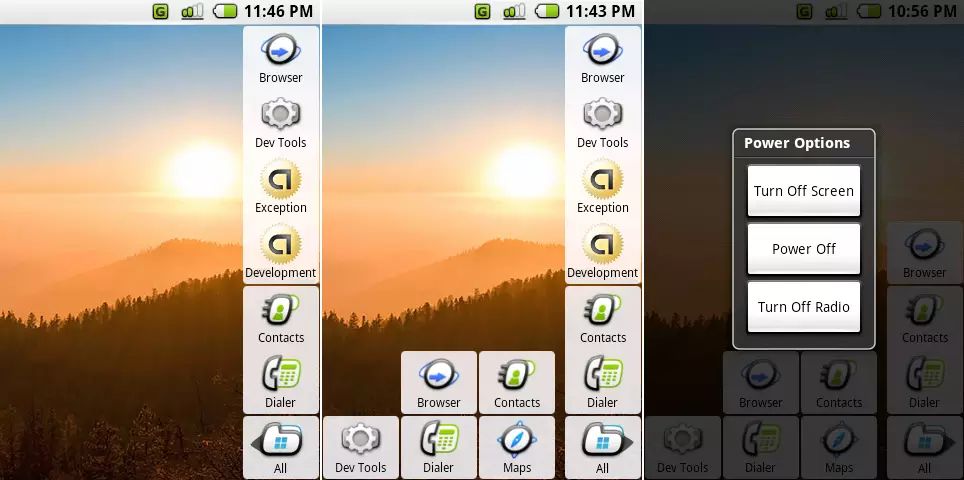 G 11:46 PM
Browser
Dev Tools
Exception
Development
Contacts
Dialer
All
G 11:43 PM
Browser
Dev Tools
Exception
Development
Contacts
Browser Contacts Dialer
Dev Tools Dialer Maps All
G 10:56 PM
Power Options
Turn Off Screen
Power Off
Turn Off Radio
Browser
Contacts
Browser Contacts Dialer
Dev Tools Dialer Maps All